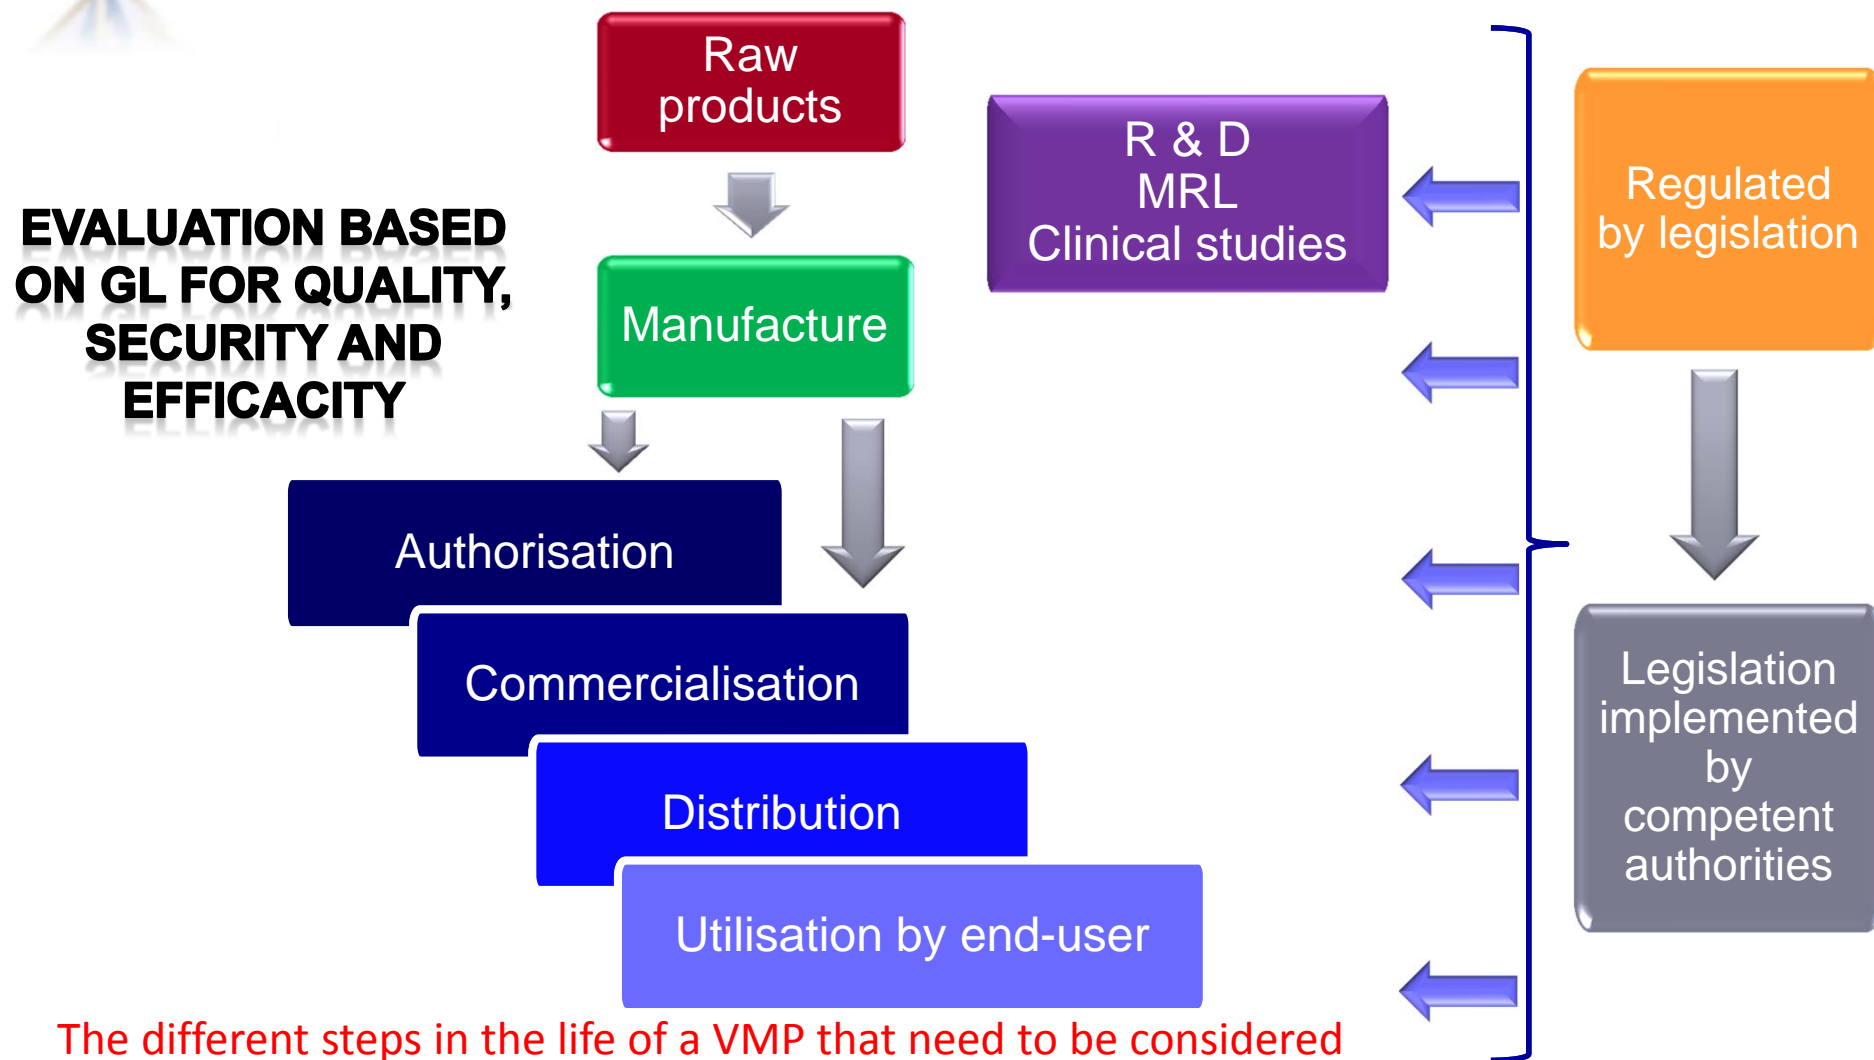 Raw
products
EVALUATION BASED
ON GL FOR QUALITY,
SECURITY AND
EFFICACITY
Manufacture
R & D
MRL
Clinical studies
Regulated
by legislation
Authorisation
Commercialisation
Distribution
Utilisation by end-user
Legislation
implemented
by
competent
authorities
The different steps in the life of a VMP that need to be considered